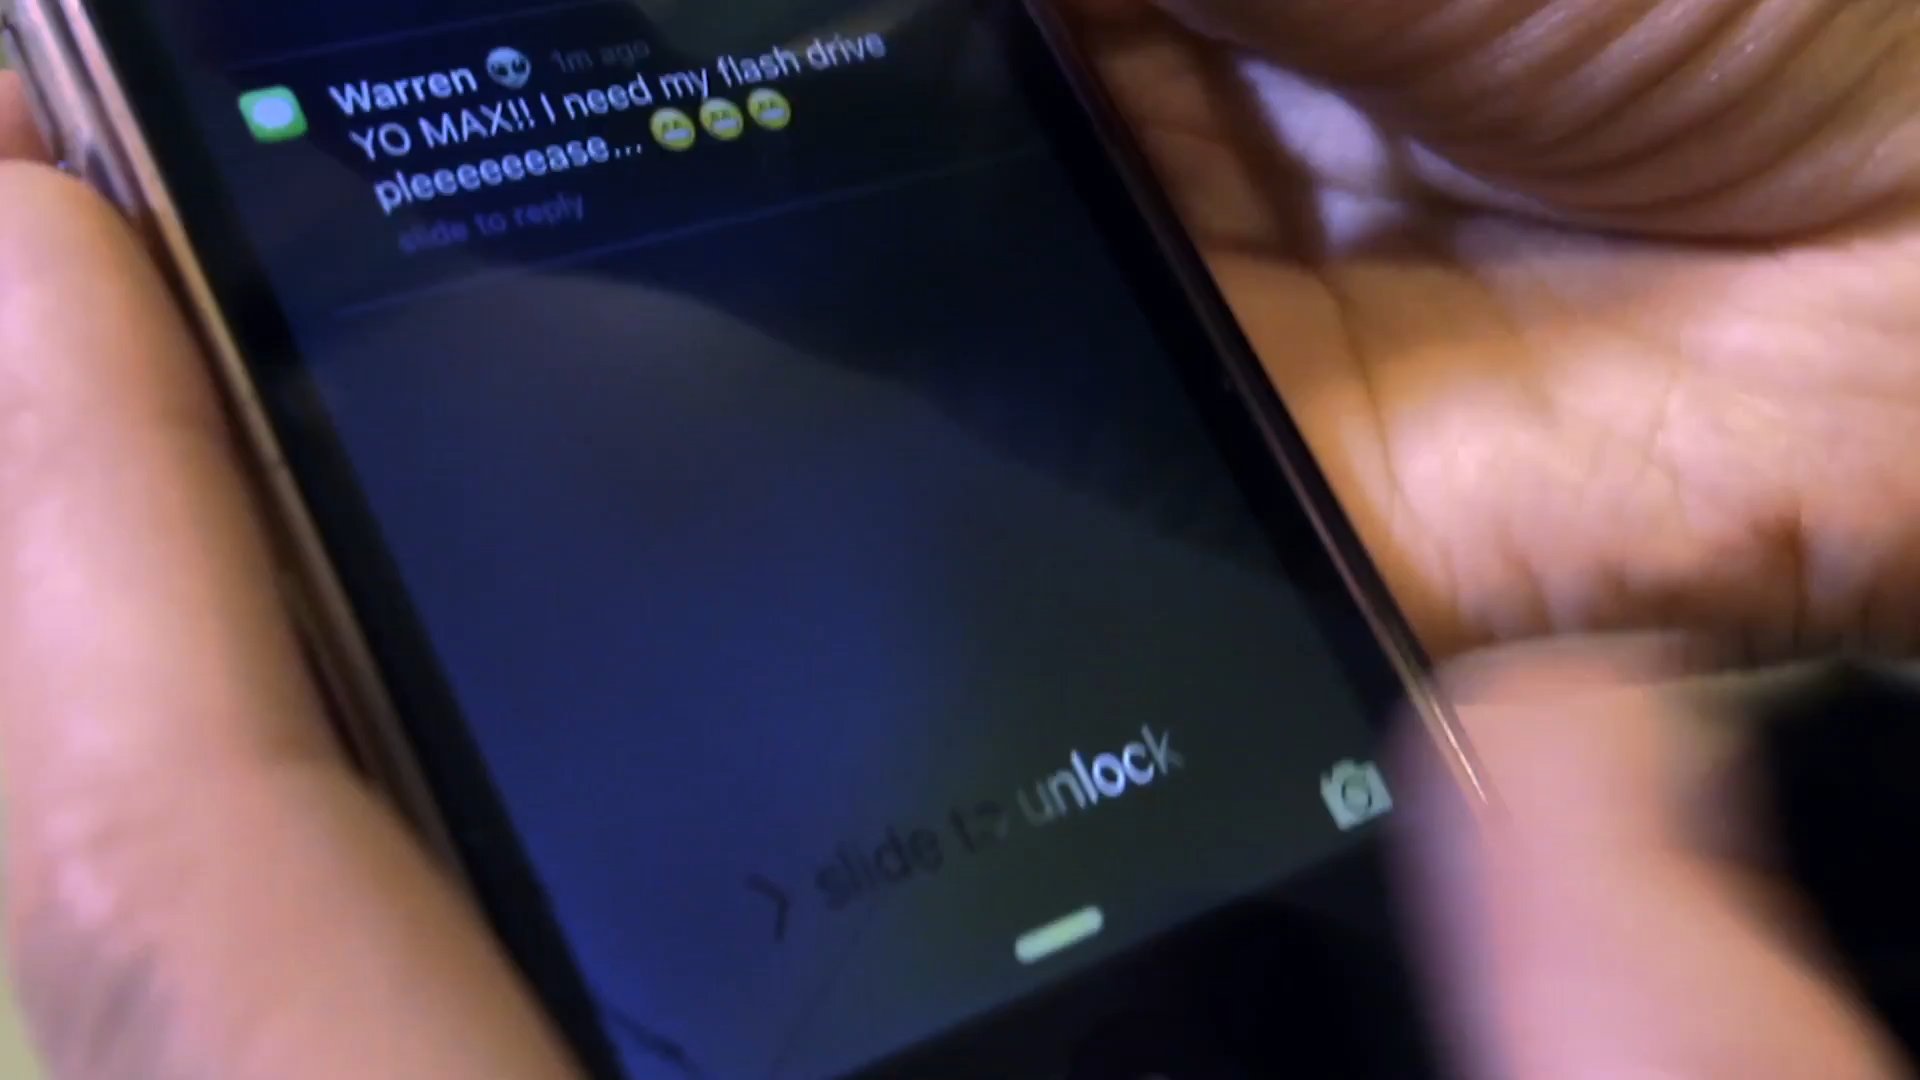 Warren 👽 1m ago
YO MAX!! I need my flash drive
pleeeeeease... 😁😁😁
slide to reply
> slide to unlock